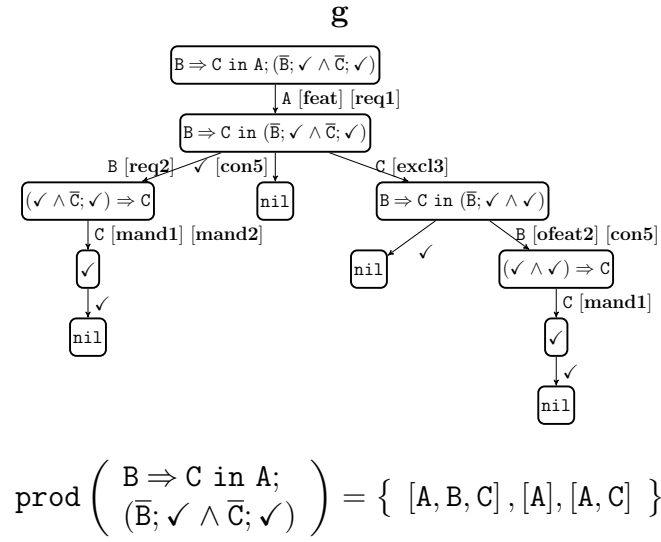 g
B ⇒ C in A; (B̅; ✓ ∧ C̅; ✓)
A [feat] [req1]
B ⇒ C in (B̅; ✓ ∧ C̅; ✓)
B [req2] ✓ [con5] C [excl3]
(✓ ∧ C̅; ✓) ⇒ C nil B ⇒ C in (B̅; ✓ ∧ ✓)
C [mand1] [mand2] ✓ B [ofeat2] [con5]
✓ nil (✓ ∧ ✓) ⇒ C
✓ C [mand1]
nil ✓
✓
nil
prod ( B ⇒ C in A;
(B̅; ✓ ∧ C̅; ✓) ) = { [A, B, C] , [A], [A, C] }